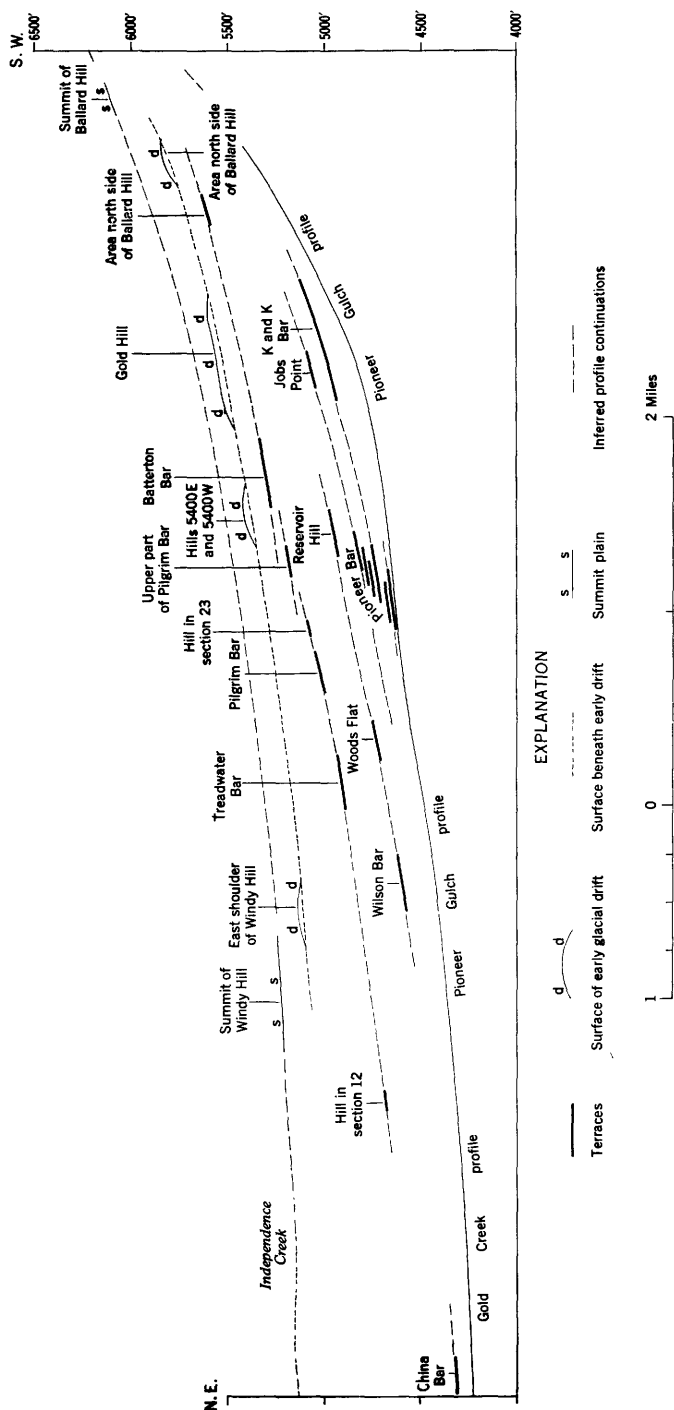 S. W.
6500'
6000'
5500'
5000'
4500'
4000'
Summit of
Ballard Hill
s
s
Area north side
of Ballard Hill
d
d
Area north side
of Ballard Hill
Gold Hill
d
d
d
Batterton
Bar
Hills 5400E
and 5400W
d
d
Upper part
of Pilgrim Bar
Hill in
section 23
Pilgrim Bar
Treadwater
Bar
East shoulder
of Windy Hill
d
d
Summit of
Windy Hill
s
s
Independence
Creek
N. E.
K and K
Bar
Jobs
Point
Reservoir
Hill
Pioneer Bar
Woods Flat
Wilson Bar
Hill in
section 12
China
Bar
Gold Creek profile
Pioneer Gulch profile
Pioneer Gulch profile
EXPLANATION
Terraces
d d
Surface of early glacial drift
Surface beneath early drift
s s
Summit plain
Inferred profile continuations
1 0 2 Miles